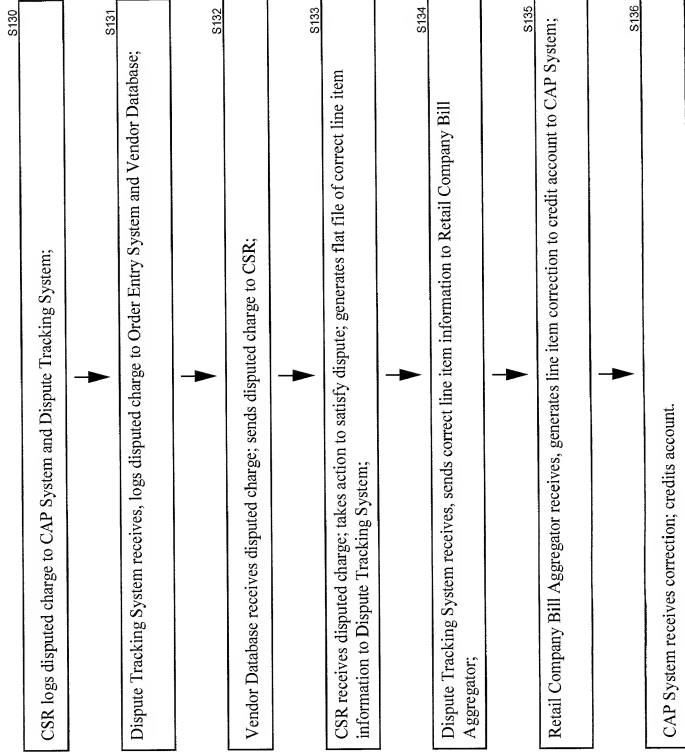 S130
CSR logs disputed charge to CAP System and Dispute Tracking System;
S131
Dispute Tracking System receives, logs disputed charge to Order Entry System and Vendor Database;
S132
Vendor Database receives disputed charge; sends disputed charge to CSR;
S133
CSR receives disputed charge; takes action to satisfy dispute; generates flat file of correct line item
information to Dispute Tracking System;
S134
Dispute Tracking System receives, sends correct line item information to Retail Company Bill
Aggregator;
S135
Retail Company Bill Aggregator receives, generates line item correction to credit account to CAP System;
S136
CAP System receives correction; credits account.